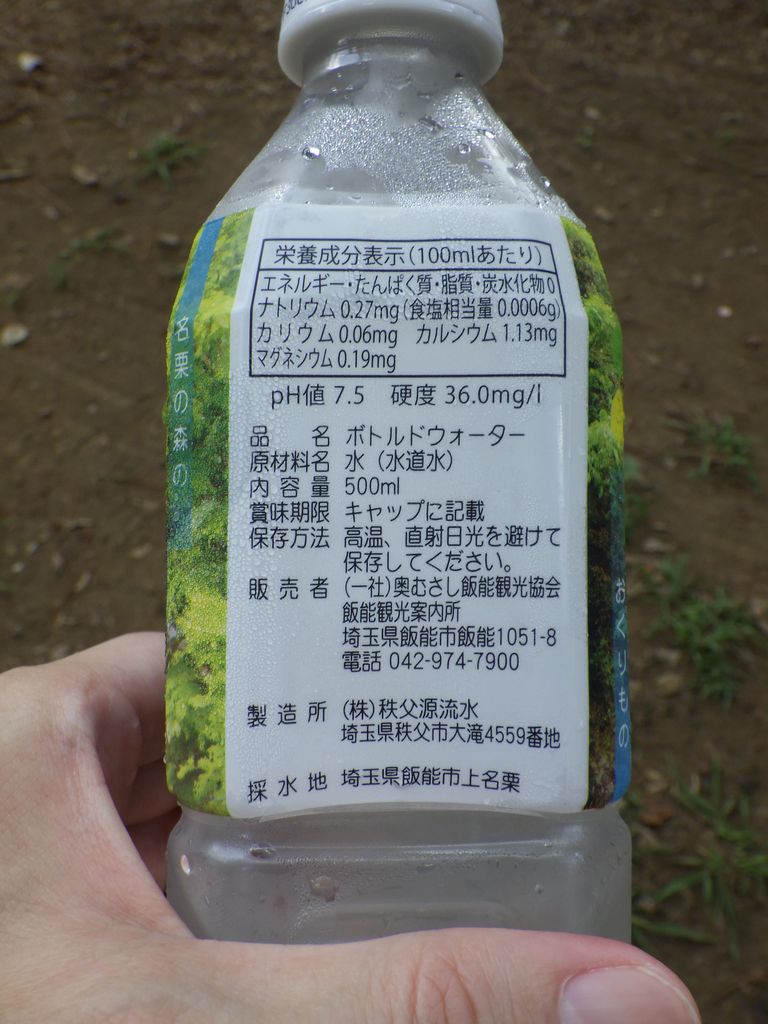 栄養成分表示(100mlあたり)
エネルギー・たんぱく質・脂質・炭水化物0
ナトリウム 0.27mg(食塩相当量 0.0006g)
カリウム 0.06mg カルシウム 1.13mg
マグネシウム 0.19mg
pH値 7.5 硬度 36.0mg/l
品名 ボトルドウォーター
原材料名 水(水道水)
内容量 500ml
賞味期限 キャップに記載
保存方法 高温、直射日光を避けて
保存してください。
販売者 (一社)奥むさし飯能観光協会
飯能観光案内所
埼玉県飯能市飯能1051-8
電話 042-974-7900
製造所 (株)秩父源流水
埼玉県秩父市大滝4559番地
採水地 埼玉県飯能市上名栗
名栗の森の
おくりもの